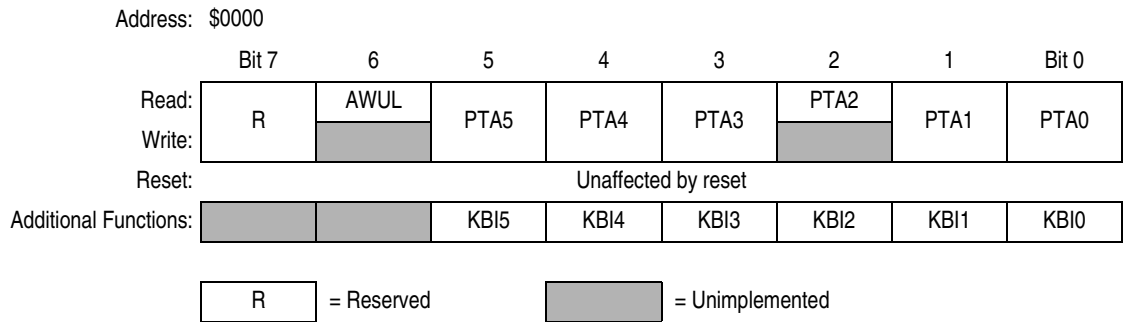 Address: $0000
Bit 7 6 5 4 3 2 1 Bit 0
Read: R AWUL PTA5 PTA4 PTA3 PTA2 PTA1 PTA0
Write:
Reset: Unaffected by reset
Additional Functions: KBI5 KBI4 KBI3 KBI2 KBI1 KBI0
R = Reserved = Unimplemented